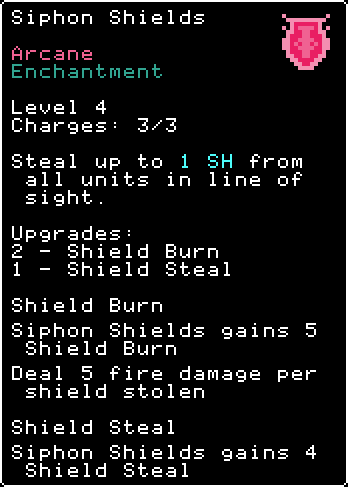 Siphon Shields
Arcane
Enchantment
Level 4
Charges: 3/3
Steal up to 1 SH from
all units in line of
sight.
Upgrades:
2 - Shield Burn
1 - Shield Steal
Shield Burn
Siphon Shields gains 5
Shield Burn
Deal 5 fire damage per
shield stolen
Shield Steal
Siphon Shields gains 4
Shield Steal